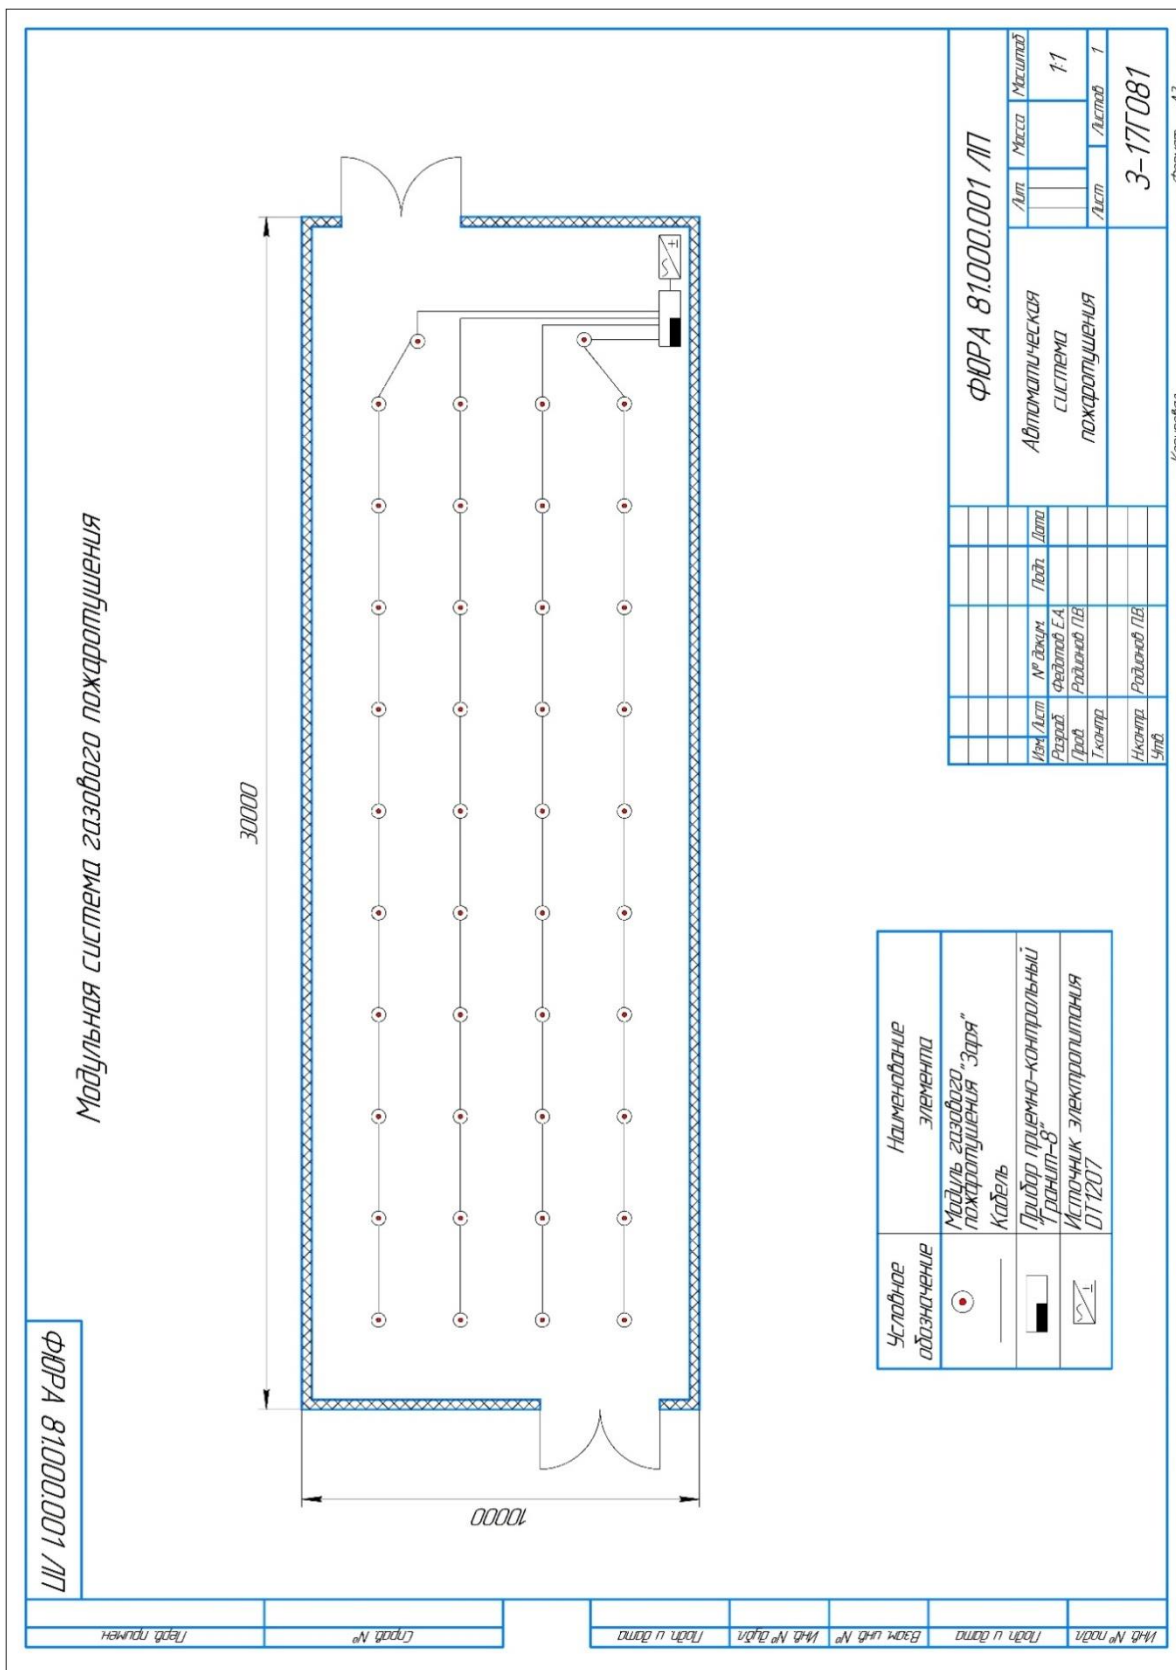 ФЮРА 81.000.001 ЛП
Модульная система газового пожаротушения
30000
10000
Условное
обозначение
Наименование
элемента
Модуль газового
пожаротушения "Заря"
Кабель
Прибор приемно-контрольный
"Гранит-8"
Источник электропитания
DT1207
Перв. примен.
Справ. №
Подп. и дата
Инв. № дубл.
Взам. инв. №
Подп. и дата
Инв. № подл.
ФЮРА 81.000.001 ЛП
Изм. Лист № докум. Подп. Дата
Разраб. Федотов Е.А.
Пров. Родионов П.В.
Т.контр.
Н.контр. Родионов П.В.
Утв.
Автоматическая
система
пожаротушения
Лит. Масса Масштаб
1:1
Лист Листов 1
3-17Г081